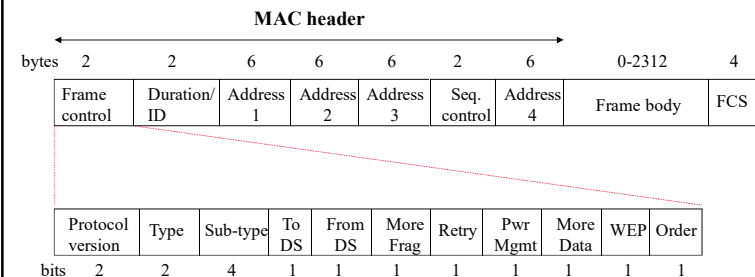 MAC header
bytes 2 2 6 6 6 2 6 0-2312 4
Frame control Duration/ ID Address 1 Address 2 Address 3 Seq. control Address 4 Frame body FCS
Protocol version Type Sub-type To DS From DS More Frag Retry Pwr Mgmt More Data WEP Order
bits 2 2 4 1 1 1 1 1 1 1 1